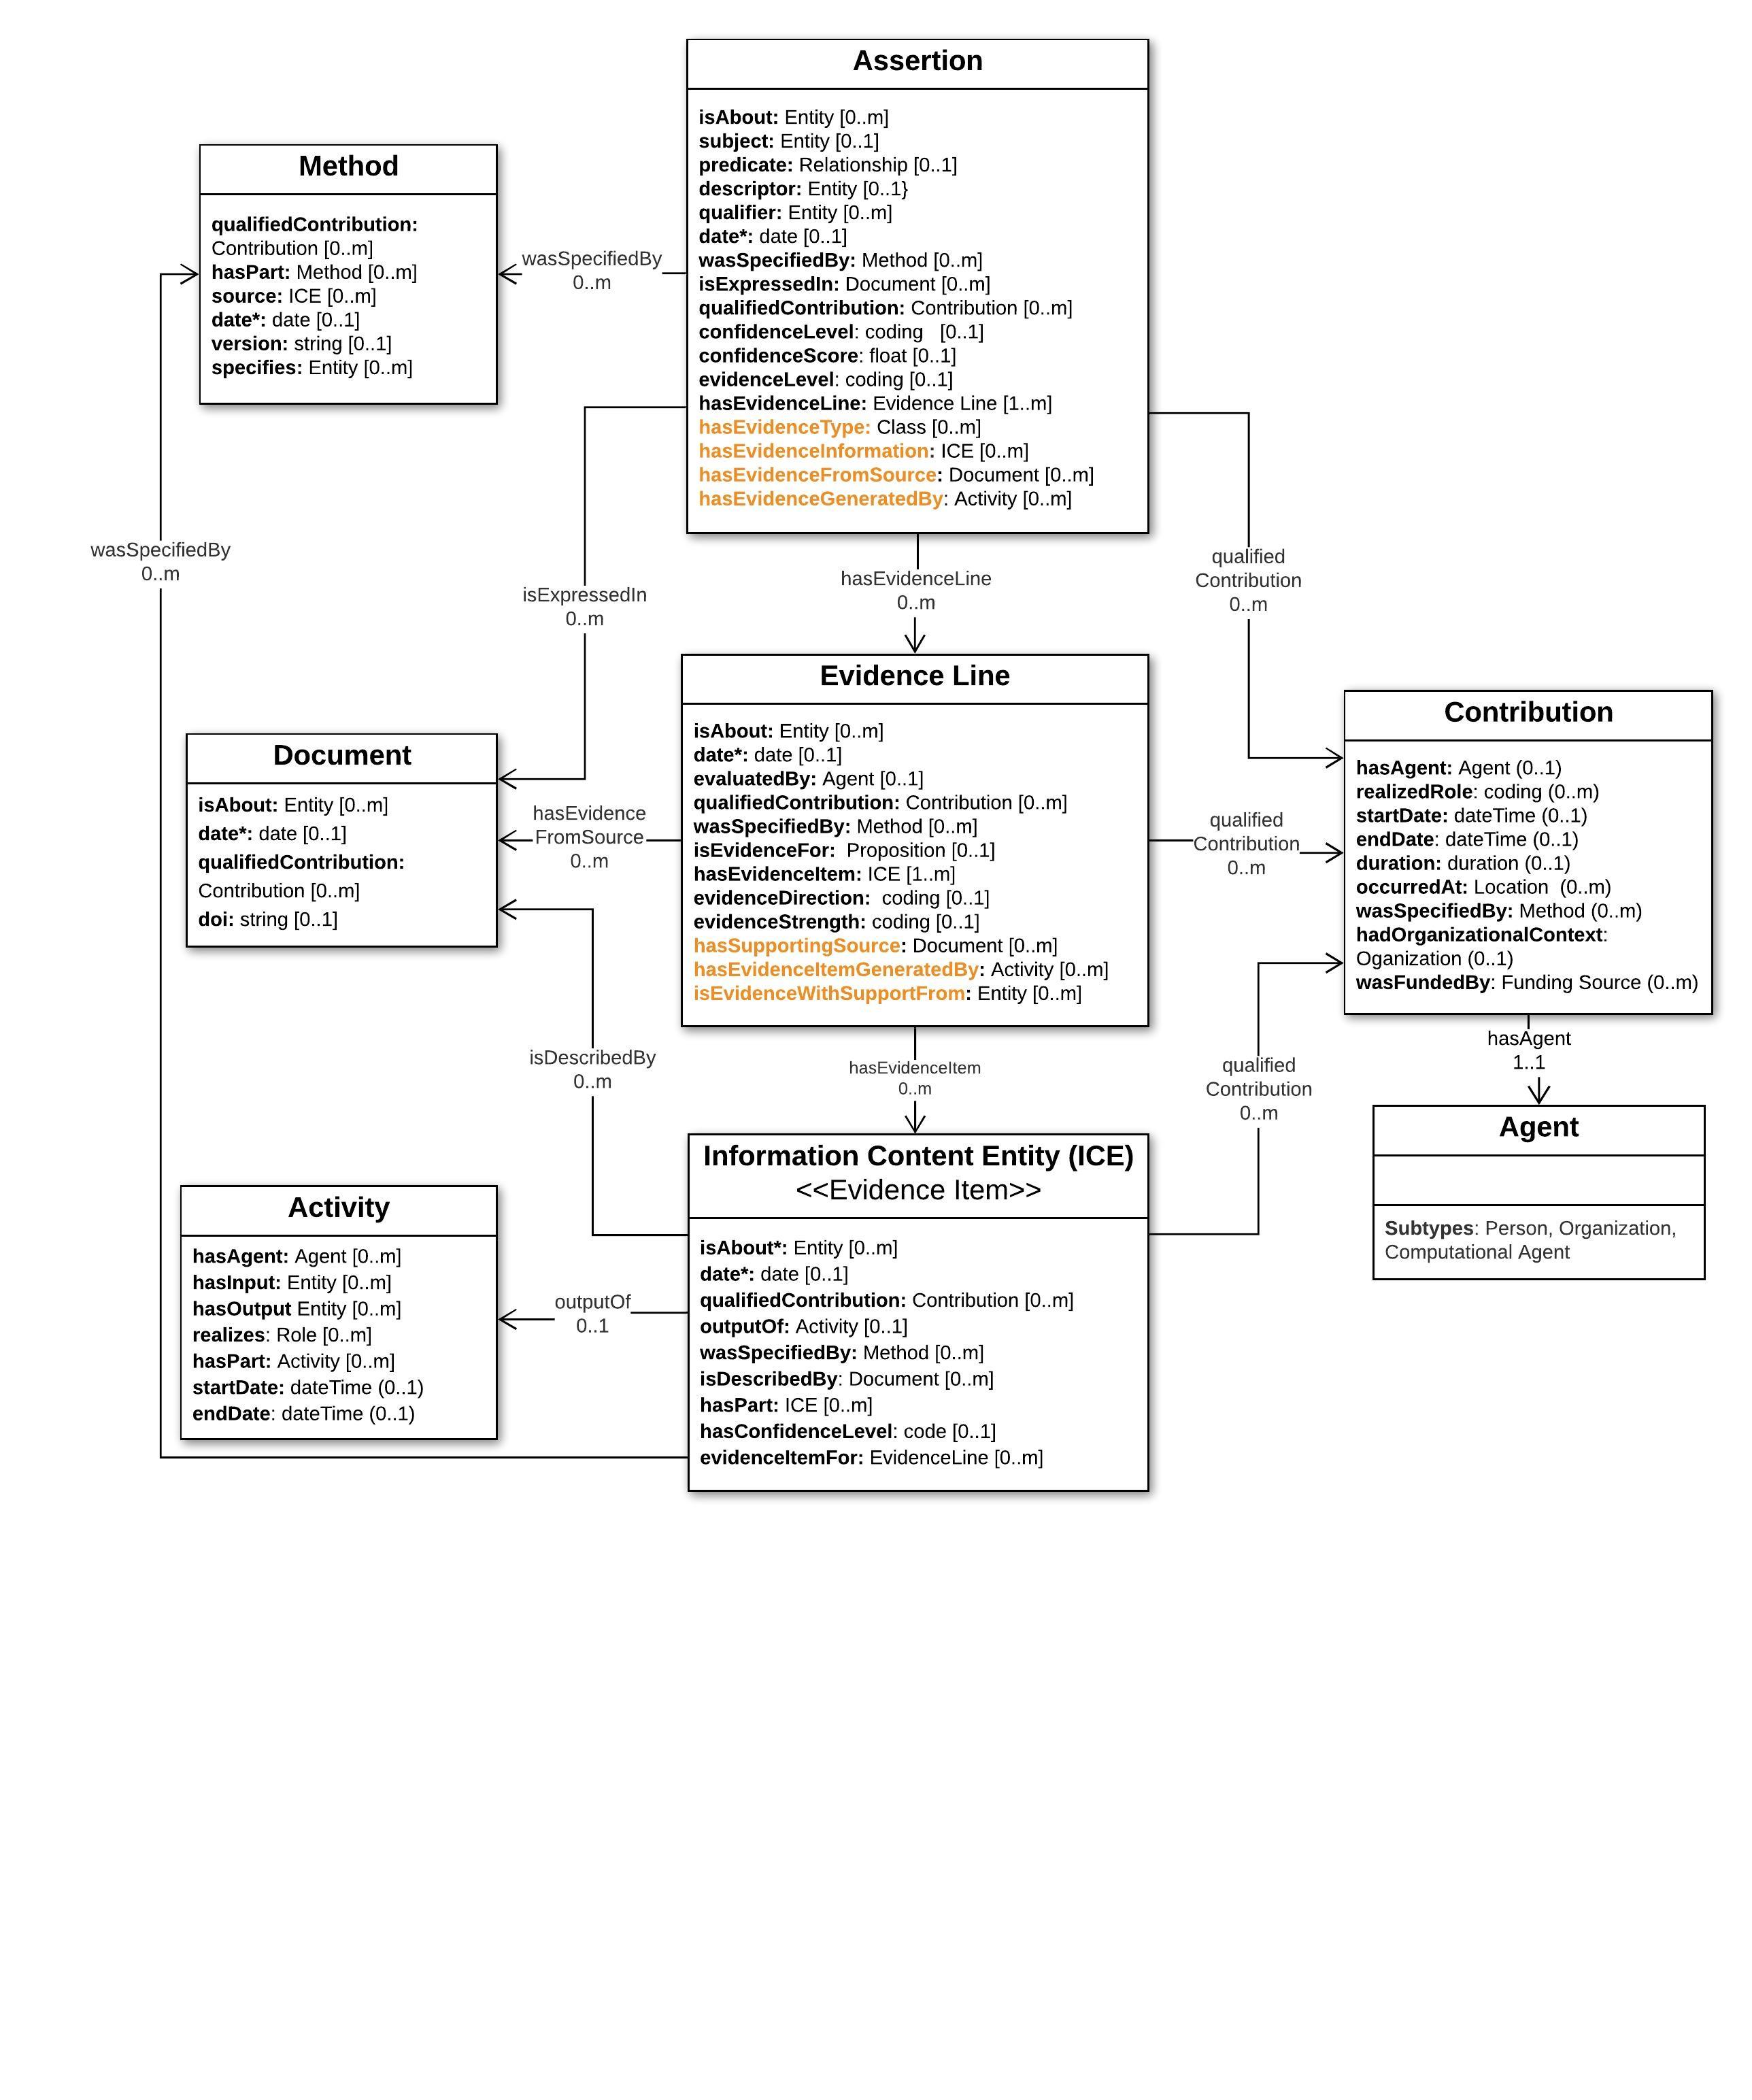 Assertion
isAbout: Entity [0..m]
subject: Entity [0..1]
predicate: Relationship [0..1]
descriptor: Entity [0..1}
qualifier: Entity [0..m]
date*: date [0..1]
wasSpecifiedBy: Method [0..m]
isExpressedIn: Document [0..m]
qualifiedContribution: Contribution [0..m]
confidenceLevel: coding [0..1]
confidenceScore: float [0..1]
evidenceLevel: coding [0..1]
hasEvidenceLine: Evidence Line [1..m]
hasEvidenceType: Class [0..m]
hasEvidenceInformation: ICE [0..m]
hasEvidenceFromSource: Document [0..m]
hasEvidenceGeneratedBy: Activity [0..m]
Method
qualifiedContribution:
Contribution [0..m]
hasPart: Method [0..m]
source: ICE [0..m]
date*: date [0..1]
version: string [0..1]
specifies: Entity [0..m]
wasSpecifiedBy
0..m
wasSpecifiedBy
0..m
isExpressedIn
0..m
hasEvidenceLine
0..m
qualified
Contribution
0..m
Evidence Line
isAbout: Entity [0..m]
date*: date [0..1]
evaluatedBy: Agent [0..1]
qualifiedContribution: Contribution [0..m]
wasSpecifiedBy: Method [0..m]
isEvidenceFor: Proposition [0..1]
hasEvidenceItem: ICE [1..m]
evidenceDirection: coding [0..1]
evidenceStrength: coding [0..1]
hasSupportingSource: Document [0..m]
hasEvidenceItemGeneratedBy: Activity [0..m]
isEvidenceWithSupportFrom: Entity [0..m]
Document
isAbout: Entity [0..m]
date*: date [0..1]
qualifiedContribution:
Contribution [0..m]
doi: string [0..1]
hasEvidence
FromSource
0..m
qualified
Contribution
0..m
Contribution
hasAgent: Agent (0..1)
realizedRole: coding (0..m)
startDate: dateTime (0..1)
endDate: dateTime (0..1)
duration: duration (0..1)
occurredAt: Location (0..m)
wasSpecifiedBy: Method (0..m)
hadOrganizationalContext:
Oganization (0..1)
wasFundedBy: Funding Source (0..m)
isDescribedBy
0..m
hasEvidenceItem
0..m
qualified
Contribution
0..m
hasAgent
1..1
Agent
Subtypes: Person, Organization,
Computational Agent
Information Content Entity (ICE)
<<Evidence Item>>
isAbout*: Entity [0..m]
date*: date [0..1]
qualifiedContribution: Contribution [0..m]
outputOf: Activity [0..1]
wasSpecifiedBy: Method [0..m]
isDescribedBy: Document [0..m]
hasPart: ICE [0..m]
hasConfidenceLevel: code [0..1]
evidenceItemFor: EvidenceLine [0..m]
Activity
hasAgent: Agent [0..m]
hasInput: Entity [0..m]
hasOutput Entity [0..m]
realizes: Role [0..m]
hasPart: Activity [0..m]
startDate: dateTime (0..1)
endDate: dateTime (0..1)
outputOf
0..1